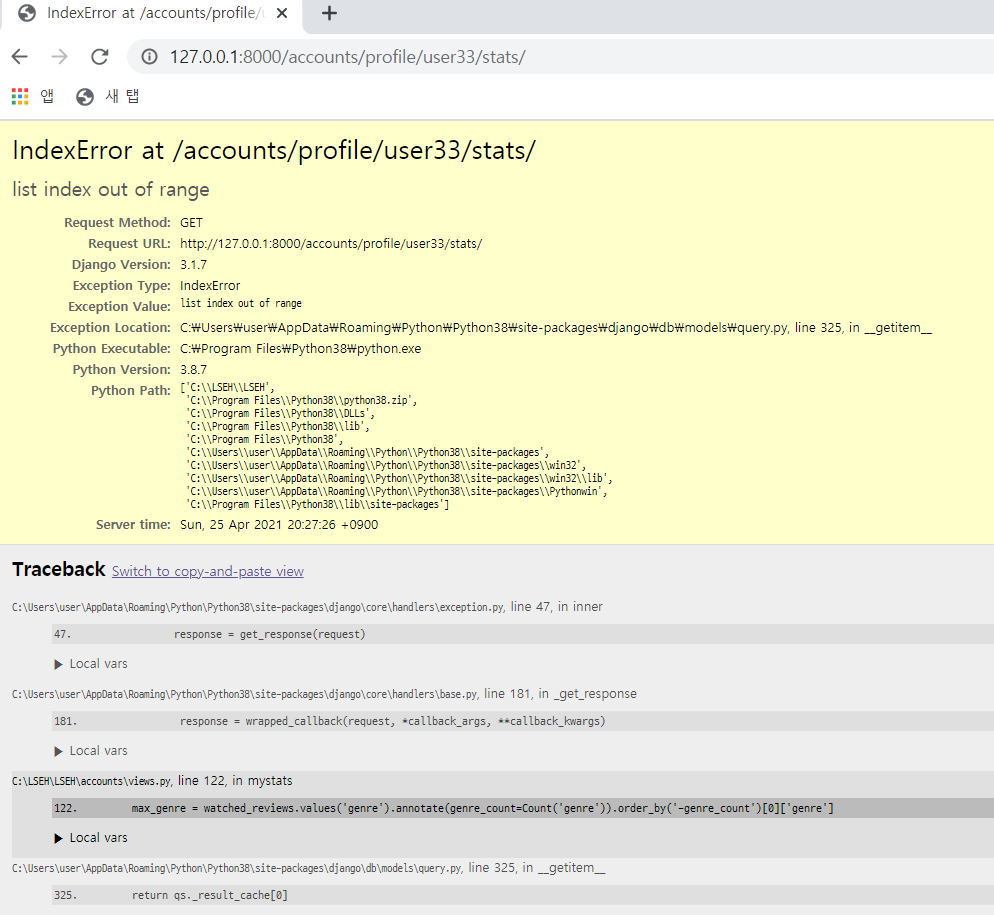 IndexError at /accounts/profile/u
127.0.0.1:8000/accounts/profile/user33/stats/
앱 새 탭
IndexError at /accounts/profile/user33/stats/
list index out of range
Request Method: GET
Request URL: http://127.0.0.1:8000/accounts/profile/user33/stats/
Django Version: 3.1.7
Exception Type: IndexError
Exception Value: list index out of range
Exception Location: C:₩Users₩user₩AppData₩Roaming₩Python₩Python38₩site-packages₩django₩db₩models₩query.py, line 325, in __getitem__
Python Executable: C:₩Program Files₩Python38₩python.exe
Python Version: 3.8.7
Python Path: ['C:\\LSEH\\LSEH',
'C:\\Program Files\\Python38\\python38.zip',
'C:\\Program Files\\Python38\\DLLs',
'C:\\Program Files\\Python38\\lib',
'C:\\Program Files\\Python38',
'C:\\Users\\user\\AppData\\Roaming\\Python\\Python38\\site-packages',
'C:\\Users\\user\\AppData\\Roaming\\Python\\Python38\\site-packages\\win32',
'C:\\Users\\user\\AppData\\Roaming\\Python\\Python38\\site-packages\\win32\\lib',
'C:\\Users\\user\\AppData\\Roaming\\Python\\Python38\\site-packages\\Pythonwin',
'C:\\Program Files\\Python38\\lib\\site-packages']
Server time: Sun, 25 Apr 2021 20:27:26 +0900
Traceback Switch to copy-and-paste view
C:\Users\user\AppData\Roaming\Python\Python38\site-packages\django\core\handlers\exception.py, line 47, in inner
47. response = get_response(request)
▶ Local vars
C:\Users\user\AppData\Roaming\Python\Python38\site-packages\django\core\handlers\base.py, line 181, in _get_response
181. response = wrapped_callback(request, *callback_args, **callback_kwargs)
▶ Local vars
C:\LSEH\LSEH\accounts\views.py, line 122, in mystats
122. max_genre = watched_reviews.values('genre').annotate(genre_count=Count('genre')).order_by('-genre_count')[0]['genre']
▶ Local vars
C:\Users\user\AppData\Roaming\Python\Python38\site-packages\django\db\models\query.py, line 325, in __getitem__
325. return qs._result_cache[0]